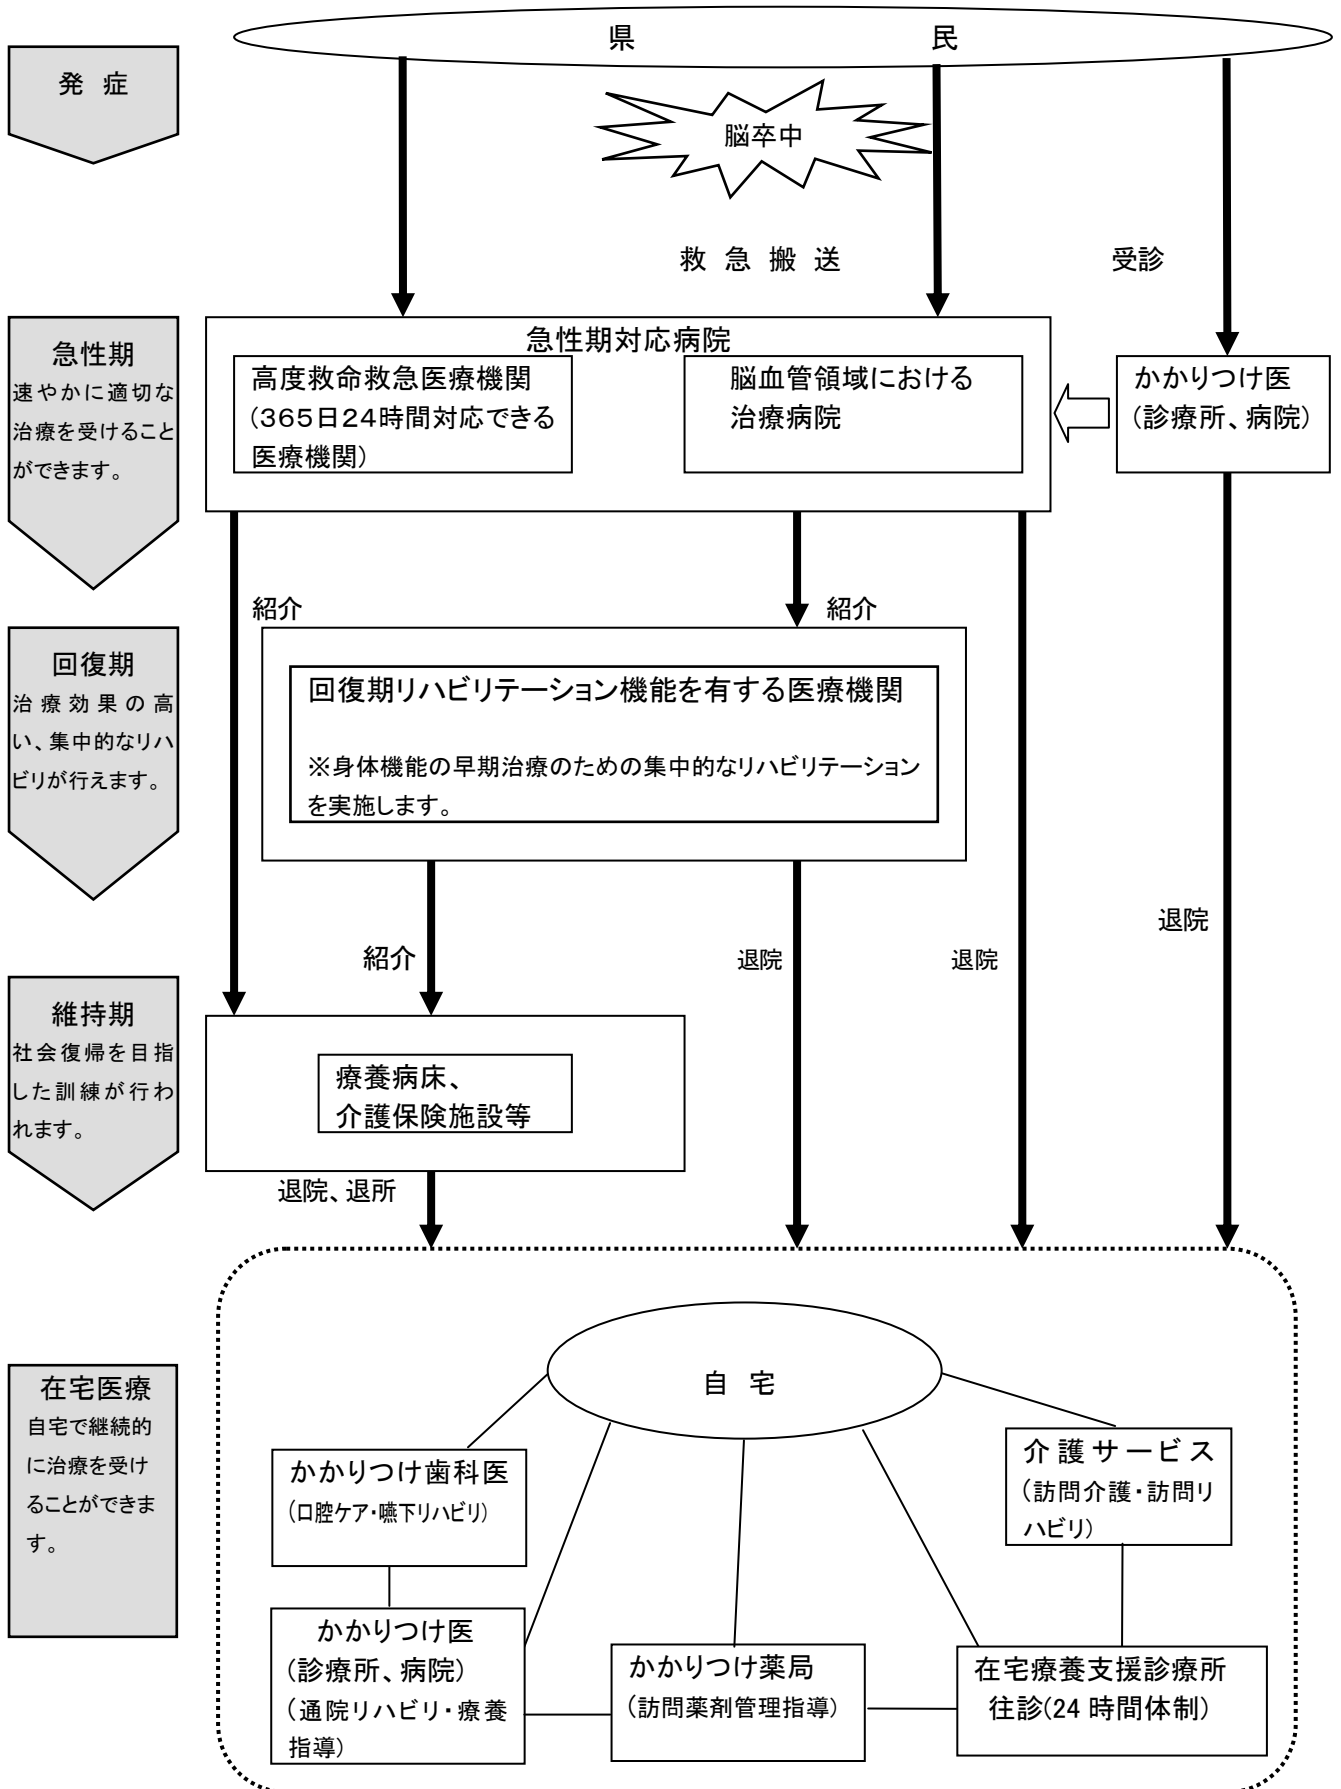 県 民
発 症
脳卒中
救 急 搬 送
受診
急性期
速やかに適切な
治療を受けること
ができます。
急性期対応病院
高度救命救急医療機関
(365日24時間対応できる
医療機関)
脳血管領域における
治療病院
かかりつけ医
(診療所、病院)
紹介
紹介
回復期
治療効果の高
い、集中的なリハ
ビリが行えます。
回復期リハビリテーション機能を有する医療機関
※身体機能の早期治療のための集中的なリハビリテーション
を実施します。
紹介
退院
退院
退院
維持期
社会復帰を目指
した訓練が行わ
れます。
療養病床、
介護保険施設等
退院、退所
在宅医療
自宅で継続的
に治療を受け
ることができま
す。
自 宅
かかりつけ歯科医
(口腔ケア・嚥下リハビリ)
介護サービス
(訪問介護・訪問リ
ハビリ)
かかりつけ医
(診療所、病院)
(通院リハビリ・療養
指導)
かかりつけ薬局
(訪問薬剤管理指導)
在宅療養支援診療所
往診(24 時間体制)